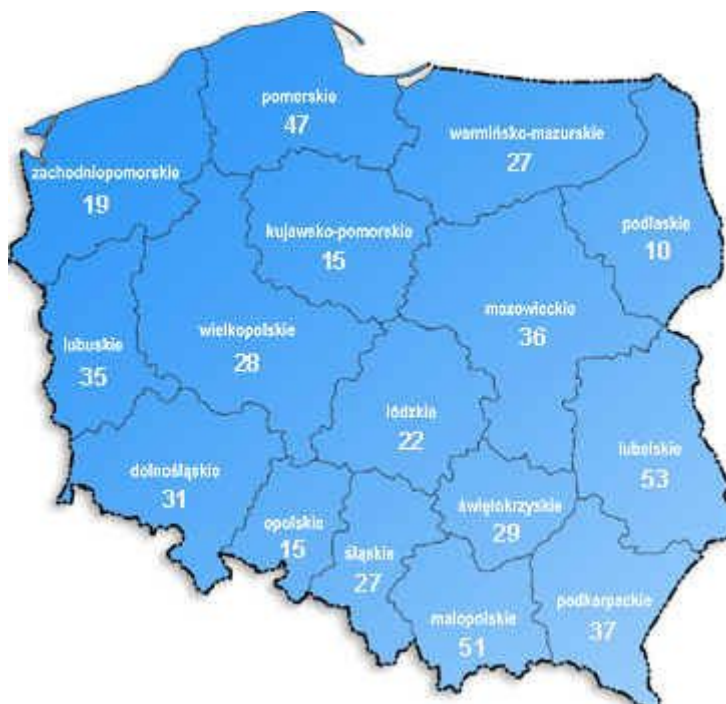 pomorskie
47
warmińsko-mazurskie
27
zachodniopomorskie
19
podlaskie
10
kujawsko-pomorskie
15
mazowieckie
36
wielkopolskie
28
lubuskie
35
łódzkie
22
lubelskie
53
dolnośląskie
31
świętokrzyskie
29
opolskie
15
śląskie
27
podkarpackie
37
małopolskie
51